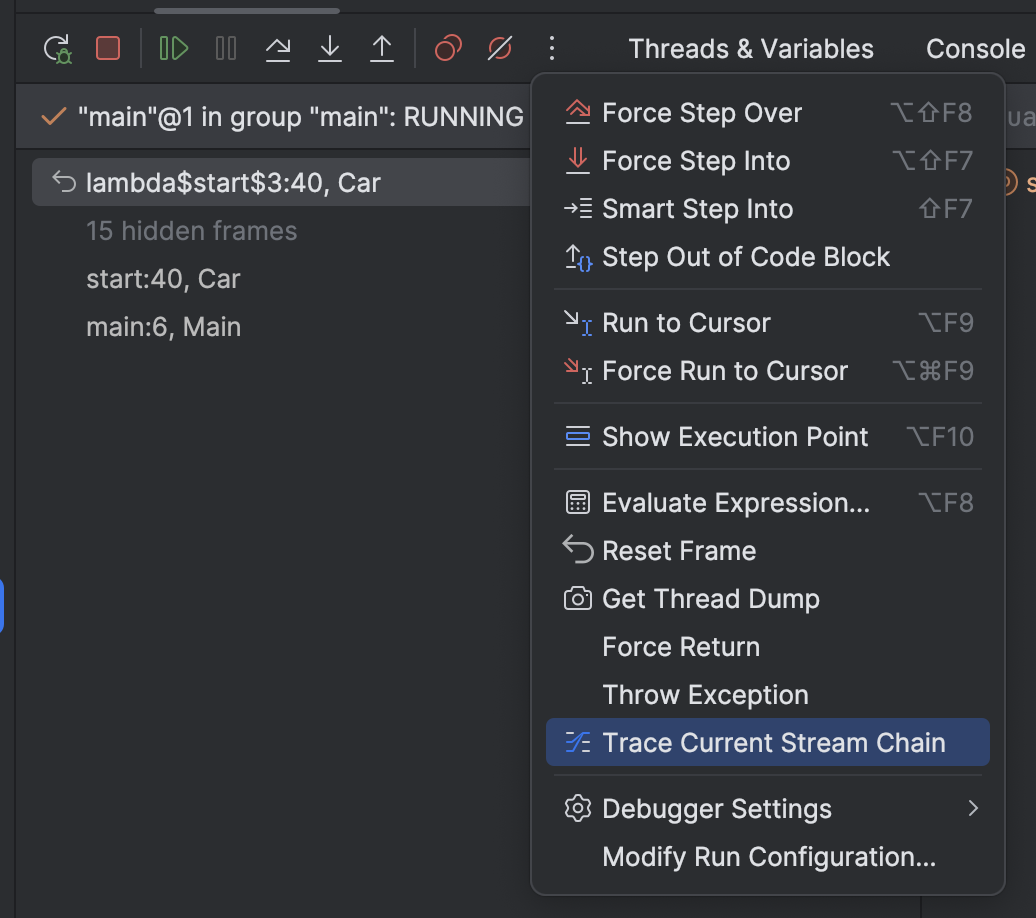 Threads & Variables Console
"main"@1 in group "main": RUNNING
lambda$start$3:40, Car
15 hidden frames
start:40, Car
main:6, Main
Force Step Over ⌥⇧F8
Force Step Into ⌥⇧F7
Smart Step Into ⇧F7
Step Out of Code Block
Run to Cursor ⌥F9
Force Run to Cursor ⌥⌘F9
Show Execution Point ⌥F10
Evaluate Expression... ⌥F8
Reset Frame
Get Thread Dump
Force Return
Throw Exception
Trace Current Stream Chain
Debugger Settings
Modify Run Configuration...